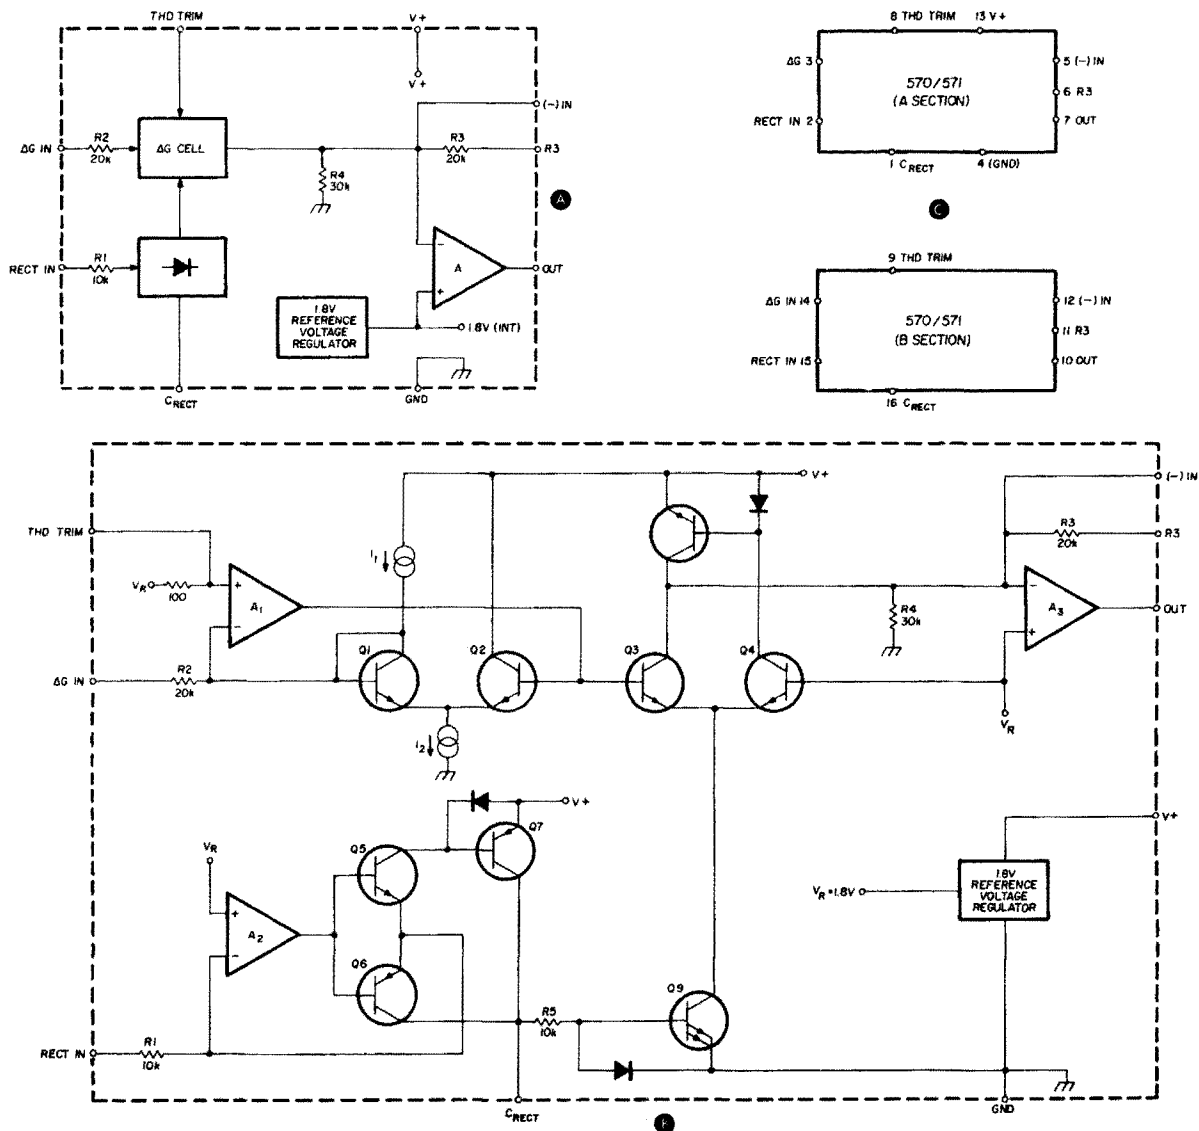 THD TRIM
V+
V+
(-) IN
ΔG IN
R2
20k
ΔG CELL
R3
20k
R3
R4
30k
A
RECT IN
R1
10k
-
A
+
OUT
1.8V
REFERENCE
VOLTAGE
REGULATOR
1.8V (INT)
CRECT
GND
8 THD TRIM
13 V+
ΔG 3
570/571
(A SECTION)
5 (-) IN
6 R3
7 OUT
RECT IN 2
1 CRECT
4 (GND)
C
9 THD TRIM
ΔG IN 14
570/571
(B SECTION)
12 (-) IN
11 R3
10 OUT
RECT IN 15
16 CRECT
V+
(-) IN
THD TRIM
R3
20k
R3
I1
VR
100
+
A1
-
R4
30k
-
A3
+
OUT
Q1
Q2
Q3
Q4
ΔG IN
R2
20k
VR
I2
V+
V+
Q7
VR
Q5
1.8V
REFERENCE
VOLTAGE
REGULATOR
VR=1.8V
+
A2
-
Q6
Q9
R5
10k
RECT IN
R1
10k
CRECT
GND